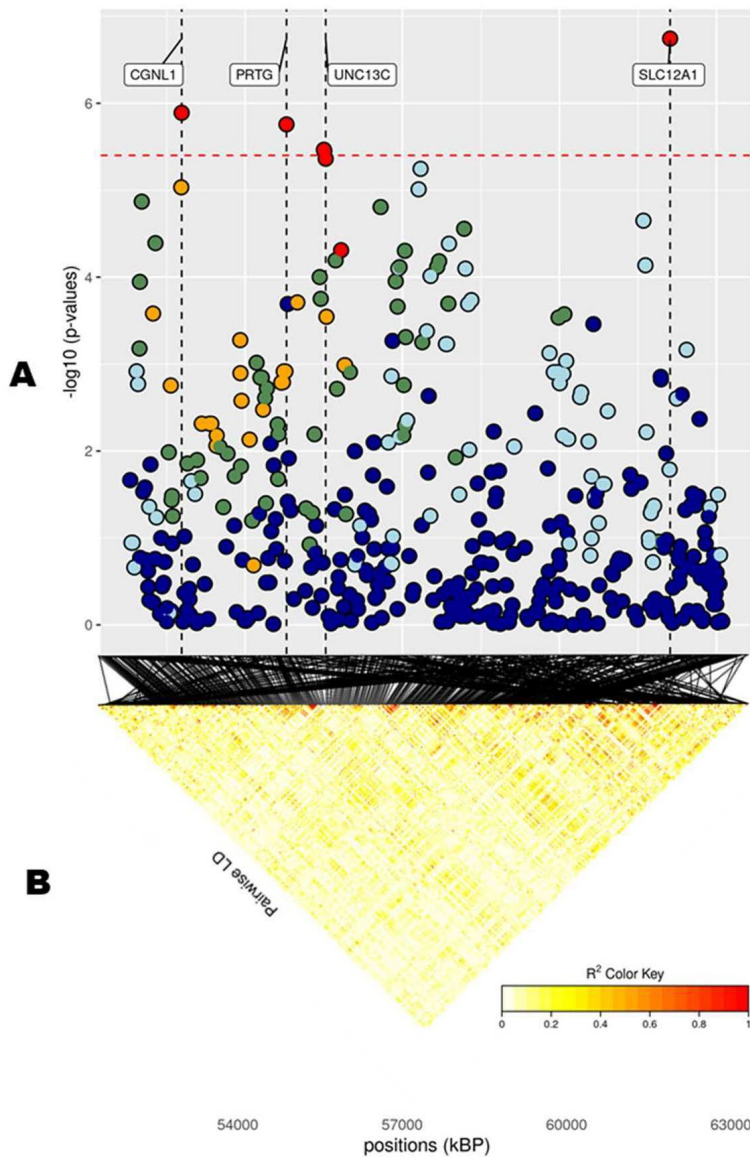 CGNL1 PRTG UNC13C SLC12A1
6
4
2
0
-log10 (p-values)
A
B
Pairwise LD
R² Color Key
0 0.2 0.4 0.6 0.8 1
54000 57000 60000 63000
positions (kBP)